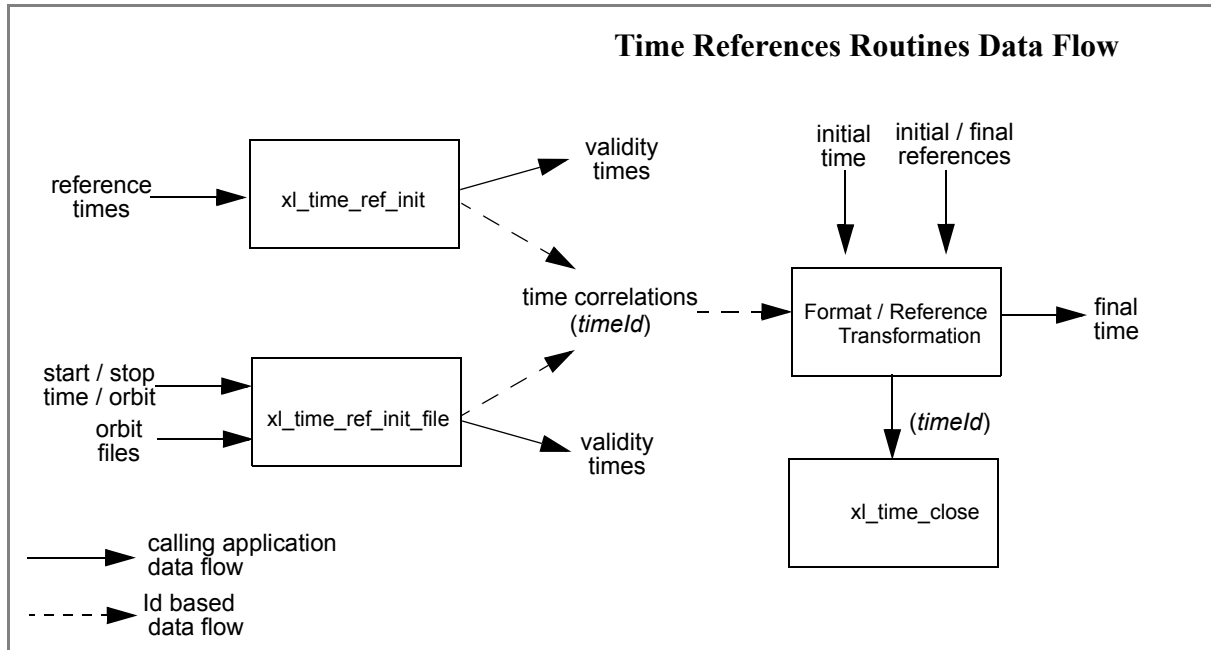 Time References Routines Data Flow
reference
times
xl_time_ref_init
validity
times
initial
time
initial / final
references
time correlations
(timeId)
Format / Reference
Transformation
final
time
start / stop
time / orbit
orbit
files
xl_time_ref_init_file
validity
times
(timeId)
xl_time_close
calling application
data flow
Id based
data flow